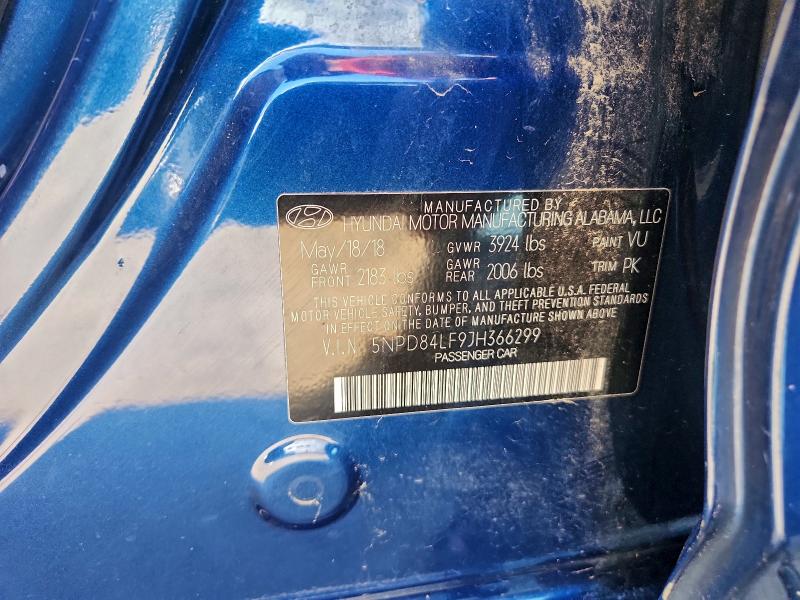 MANUFACTURED BY
HYUNDAI MOTOR MANUFACTURING ALABAMA, LLC
May/18/18 GVWR 3924 lbs PAINT VU
GAWR FRONT 2183 lbs GAWR REAR 2006 lbs TRIM PK
THIS VEHICLE CONFORMS TO ALL APPLICABLE U.S.A. FEDERAL
MOTOR VEHICLE SAFETY, BUMPER, AND THEFT PREVENTION STANDARDS
IN EFFECT ON THE DATE OF MANUFACTURE SHOWN ABOVE
V.I.N. 5NPD84LF9JH366299
PASSENGER CAR